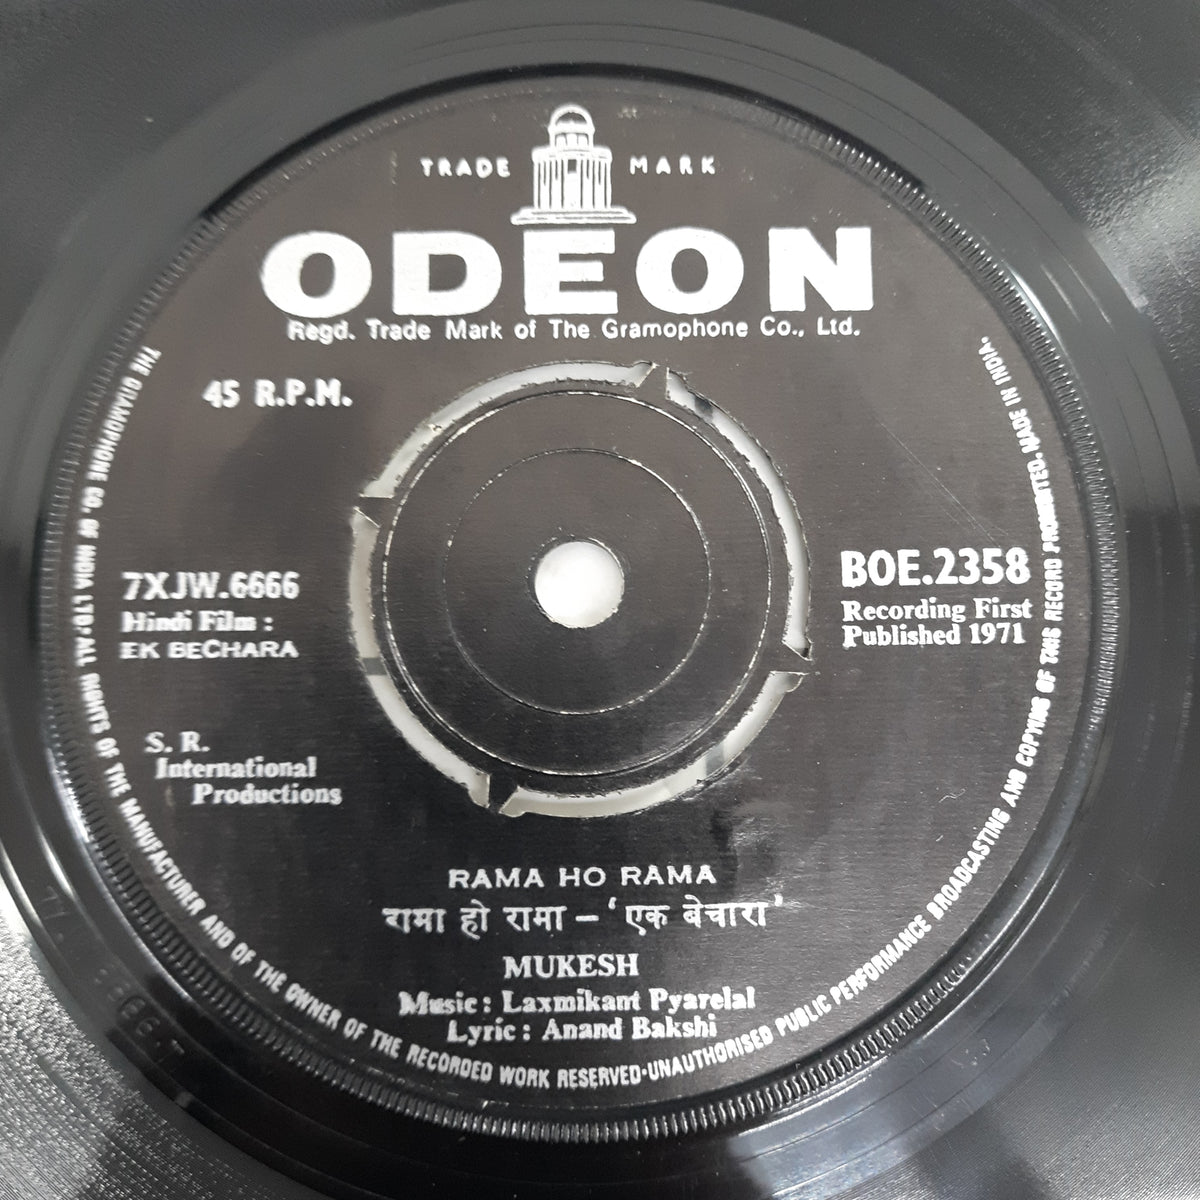 TRADE MARK
ODEON
Regd. Trade Mark of The Gramophone Co., Ltd.
45 R.P.M.
7XJW.6666
Hindi Film :
EK BECHARA
BOE.2358
Recording First
Published 1971
S. R.
International
Productions
RAMA HO RAMA
रामा हो रामा – ‘एक बेचारा’
MUKESH
Music : Laxmikant Pyarelal
Lyric : Anand Bakshi
THE GRAMOPHONE CO. OF INDIA LTD. ALL RIGHTS OF THE MANUFACTURER AND OF THE OWNER OF THE RECORDED WORK RESERVED·UNAUTHORISED PUBLIC PERFORMANCE BROADCASTING AND COPYING OF THIS RECORD PROHIBITED. MADE IN INDIA.